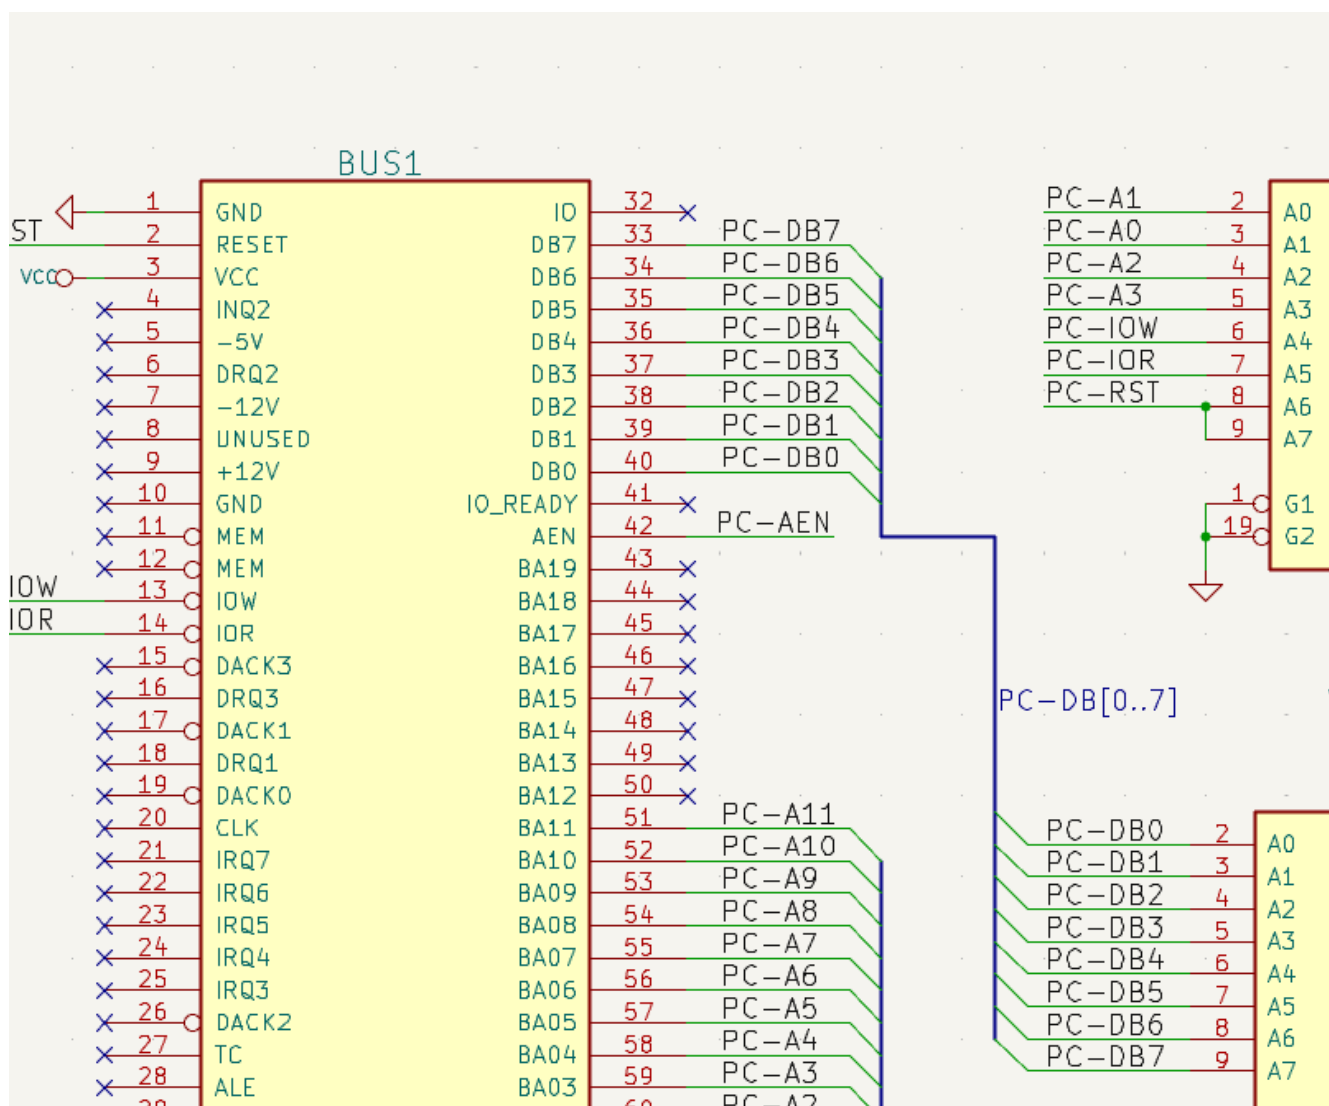 BUS1
1 GND IO 32
ST 2 RESET DB7 33 PC-DB7
VCC 3 VCC DB6 34 PC-DB6
4 INQ2 DB5 35 PC-DB5
5 -5V DB4 36 PC-DB4
6 DRQ2 DB3 37 PC-DB3
7 -12V DB2 38 PC-DB2
8 UNUSED DB1 39 PC-DB1
9 +12V DB0 40 PC-DB0
10 GND IO_READY 41
11 MEM AEN 42 PC-AEN
12 MEM BA19 43
IOW 13 IOW BA18 44
IOR 14 IOR BA17 45
15 DACK3 BA16 46
16 DRQ3 BA15 47
17 DACK1 BA14 48
18 DRQ1 BA13 49
19 DACK0 BA12 50
20 CLK BA11 51 PC-A11
21 IRQ7 BA10 52 PC-A10
22 IRQ6 BA09 53 PC-A9
23 IRQ5 BA08 54 PC-A8
24 IRQ4 BA07 55 PC-A7
25 IRQ3 BA06 56 PC-A6
26 DACK2 BA05 57 PC-A5
27 TC BA04 58 PC-A4
28 ALE BA03 59 PC-A3
PC-A1 2 A0
PC-A0 3 A1
PC-A2 4 A2
PC-A3 5 A3
PC-IOW 6 A4
PC-IOR 7 A5
PC-RST 8 A6
9 A7
1 G1
19 G2
PC-DB[0..7]
PC-DB0 2 A0
PC-DB1 3 A1
PC-DB2 4 A2
PC-DB3 5 A3
PC-DB4 6 A4
PC-DB5 7 A5
PC-DB6 8 A6
PC-DB7 9 A7